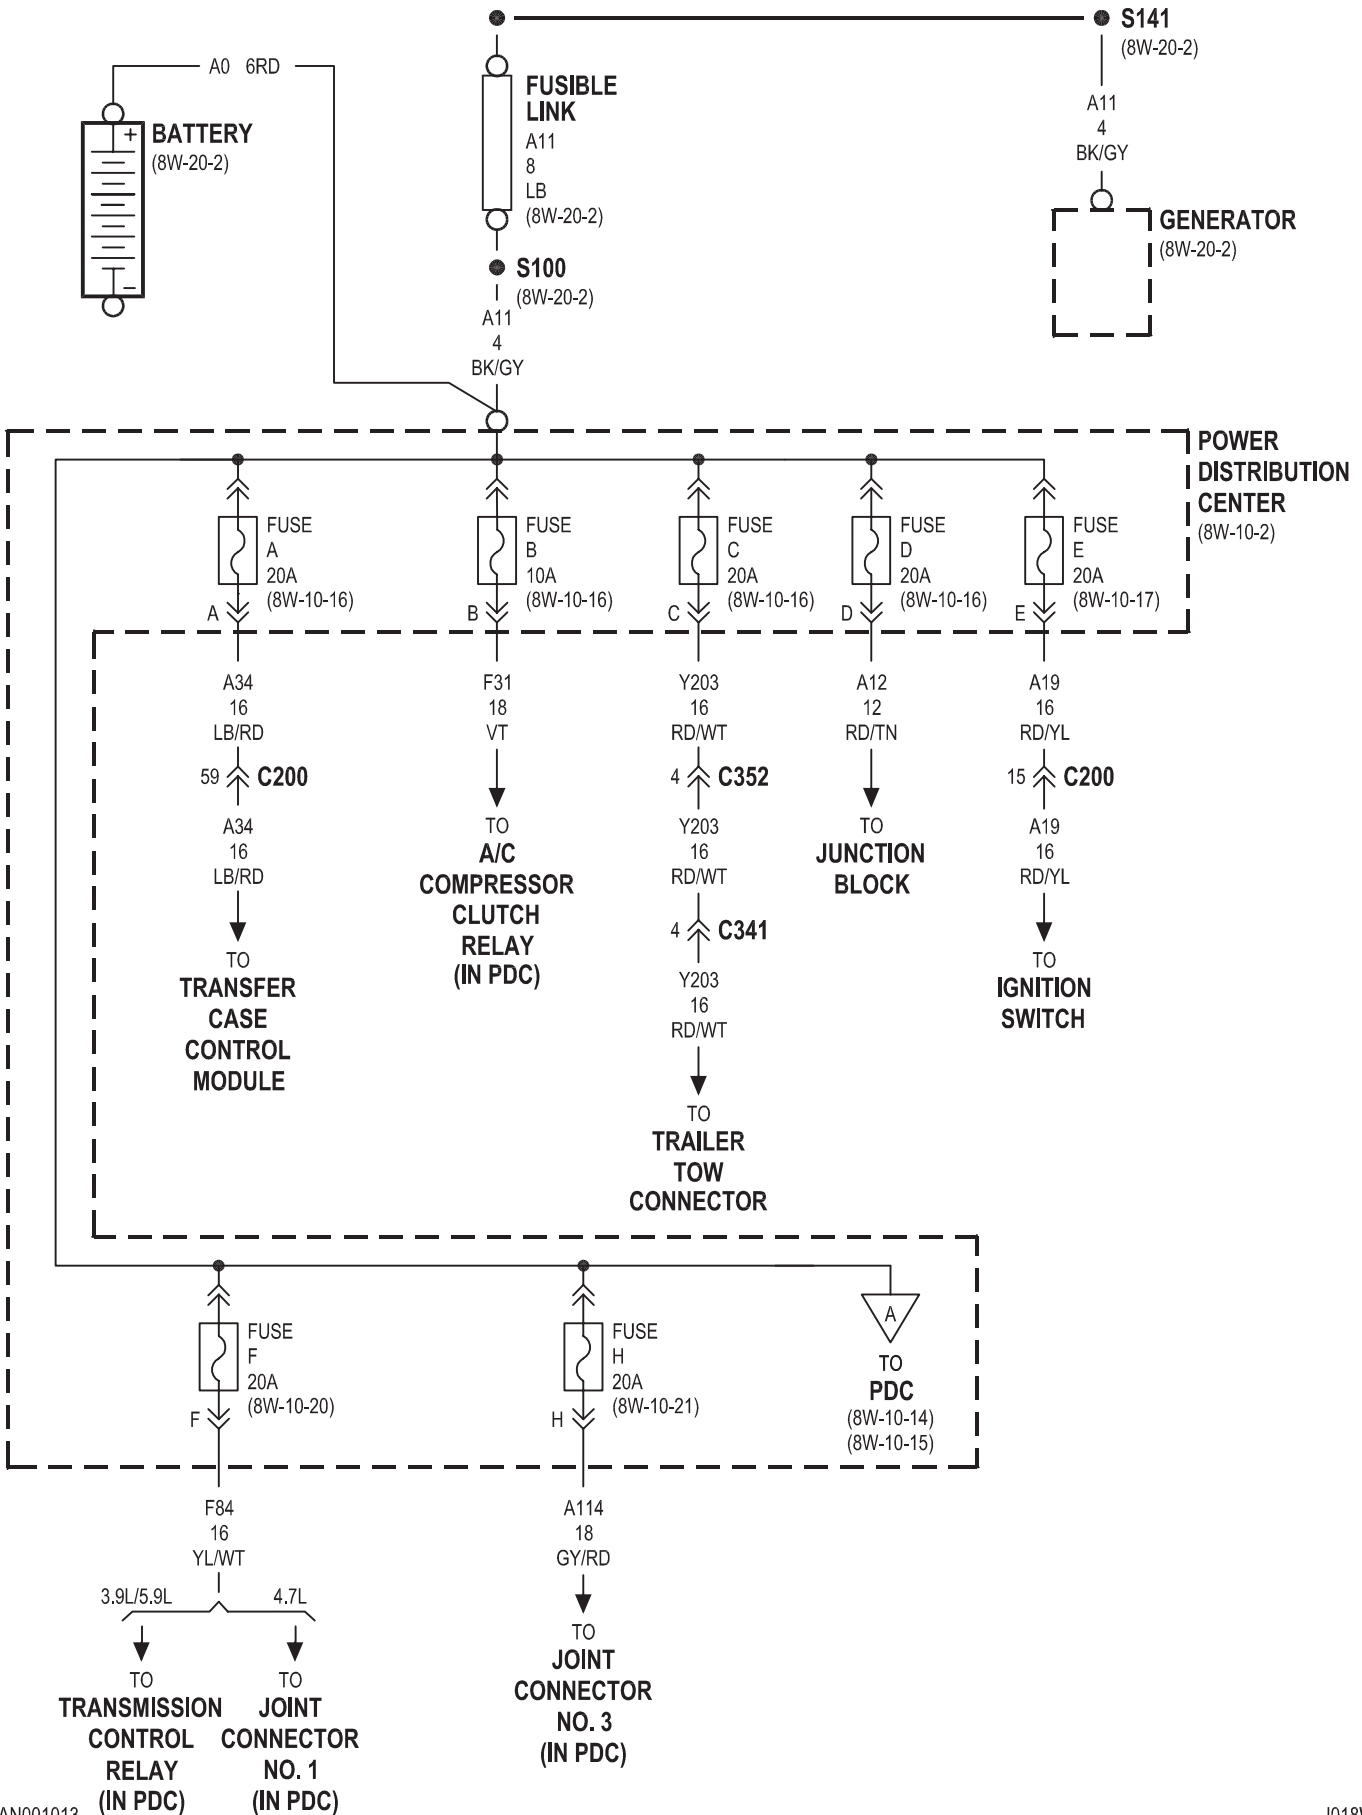 S141
(8W-20-2)
A0 6RD
FUSIBLE
LINK
A11
8
LB
(8W-20-2)
A11
4
BK/GY
+
BATTERY
(8W-20-2)
−
GENERATOR
(8W-20-2)
S100
(8W-20-2)
A11
4
BK/GY
POWER
DISTRIBUTION
CENTER
(8W-10-2)
FUSE
A
20A
(8W-10-16)
A
FUSE
B
10A
(8W-10-16)
B
FUSE
C
20A
(8W-10-16)
C
FUSE
D
20A
(8W-10-16)
D
FUSE
E
20A
(8W-10-17)
E
A34
16
LB/RD
59 C200
A34
16
LB/RD
TO
TRANSFER
CASE
CONTROL
MODULE
F31
18
VT
TO
A/C
COMPRESSOR
CLUTCH
RELAY
(IN PDC)
Y203
16
RD/WT
4 C352
Y203
16
RD/WT
4 C341
Y203
16
RD/WT
TO
TRAILER
TOW
CONNECTOR
A12
12
RD/TN
TO
JUNCTION
BLOCK
A19
16
RD/YL
15 C200
A19
16
RD/YL
TO
IGNITION
SWITCH
FUSE
F
20A
(8W-10-20)
F
FUSE
H
20A
(8W-10-21)
H
A
TO
PDC
(8W-10-14)
(8W-10-15)
F84
16
YL/WT
3.9L/5.9L
4.7L
TO
TRANSMISSION
CONTROL
RELAY
(IN PDC)
TO
JOINT
CONNECTOR
NO. 1
(IN PDC)
A114
18
GY/RD
TO
JOINT
CONNECTOR
NO. 3
(IN PDC)